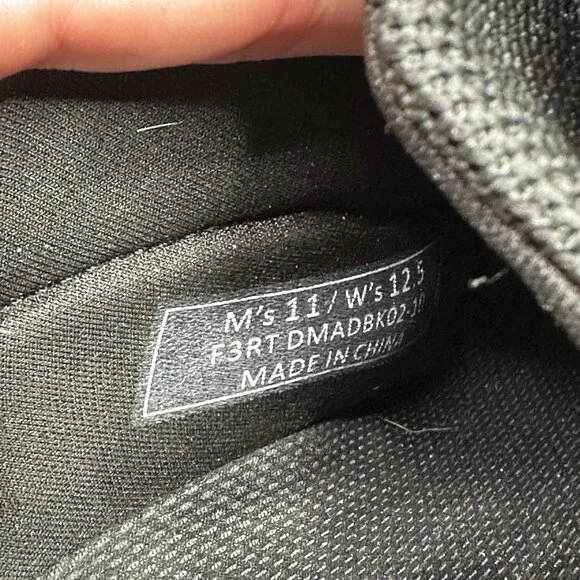 M's 11 / W's 12.5
F3RT DMADBK02-10
MADE IN CHINA